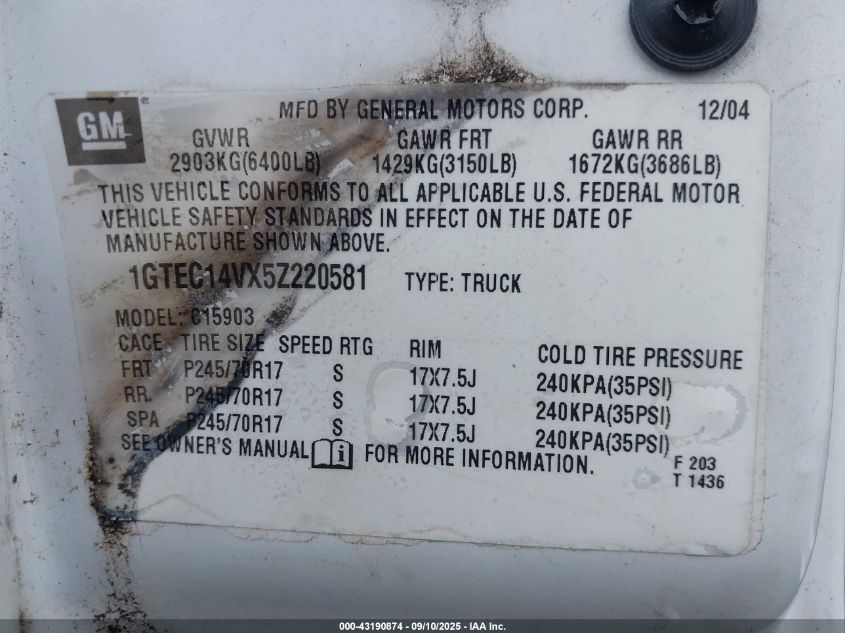 GM
MFD BY GENERAL MOTORS CORP. 12/04
GVWR GAWR FRT GAWR RR
2903KG(6400LB) 1429KG(3150LB) 1672KG(3686LB)
THIS VEHICLE CONFORMS TO ALL APPLICABLE U.S. FEDERAL MOTOR
VEHICLE SAFETY STANDARDS IN EFFECT ON THE DATE OF
MANUFACTURE SHOWN ABOVE.
1GTEC14VX5Z220581 TYPE: TRUCK
MODEL: C15903
CACE TIRE SIZE SPEED RTG RIM COLD TIRE PRESSURE
FRT P245/70R17 S 17X7.5J 240KPA(35PSI)
RR. P245/70R17 S 17X7.5J 240KPA(35PSI)
SPA P245/70R17 S 17X7.5J 240KPA(35PSI)
SEE OWNER'S MANUAL i FOR MORE INFORMATION.
F 203
T 1436
000-43190874 - 09/10/2025 - IAA Inc.